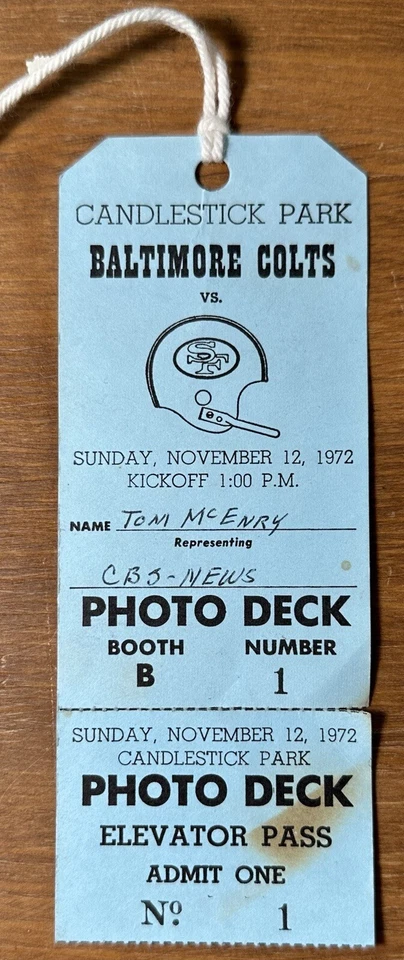 CANDLESTICK PARK
BALTIMORE COLTS
VS.
SF
SUNDAY, NOVEMBER 12, 1972
KICKOFF 1:00 P.M.
NAME TOM McENRY
Representing
CBS-NEWS
PHOTO DECK
BOOTH NUMBER
B 1
SUNDAY, NOVEMBER 12, 1972
CANDLESTICK PARK
PHOTO DECK
ELEVATOR PASS
ADMIT ONE
Nº 1